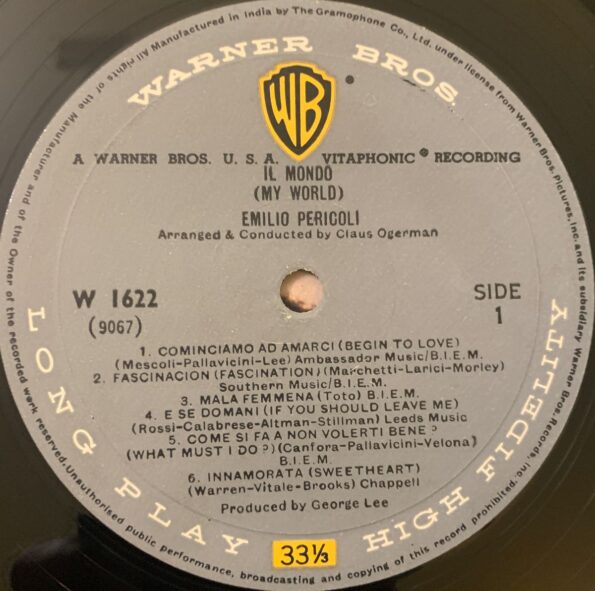 All rights of the Manufacturer and of the Owner of the recorded work reserved. Unauthorised public performance, broadcasting and copying of this record prohibited.
Manufactured in India by The Gramophone Co., Ltd. under license from Warner Bros. Pictures, Inc. and its subsidiary Warner Bros. Records, Inc.
WARNER BROS.
WB
A WARNER BROS. U. S. A. VITAPHONIC ® RECORDING
IL MONDO
(MY WORLD)
EMILIO PERICOLI
Arranged & Conducted by Claus Ogerman
W 1622
(9067)
SIDE
1
1. COMINCIAMO AD AMARCI (BEGIN TO LOVE)
(Mescoli-Pallavicini-Lee) Ambassador Music/B.I.E.M.
2. FASCINACION (FASCINATION) (Marchetti-Larici-Morley)
Southern Music/B.I.E.M.
3. MALA FEMMENA (Toto) B.I.E.M.
4. E SE DOMANI (IF YOU SHOULD LEAVE ME)
(Rossi-Calabrese-Altman-Stillman) Leeds Music
5. COME SI FA A NON VOLERTI BENE ?
(WHAT MUST I DO ?) (Canfora-Pallavicini-Velona)
B.I.E.M.
6. INNAMORATA (SWEETHEART)
(Warren-Vitale-Brooks) Chappell
Produced by George Lee
LONG PLAY
33⅓
HIGH FIDELITY